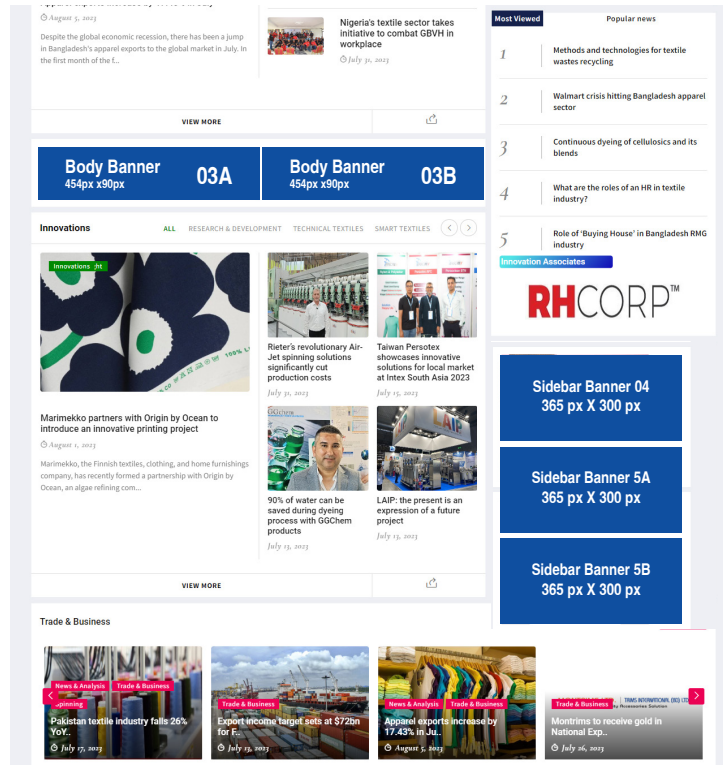 August 5, 2023
Despite the global economic recession, there has been a jump
in Bangladesh's apparel exports to the global market in July. In
the first month of the f...
Nigeria's textile sector takes
initiative to combat GBVH in
workplace
July 31, 2023
VIEW MORE
Body Banner
454px x90px
03A
Body Banner
454px x90px
03B
Innovations
ALL
RESEARCH & DEVELOPMENT
TECHNICAL TEXTILES
SMART TEXTILES
Innovations
Marimekko partners with Origin by Ocean to
introduce an innovative printing project
August 1, 2023
Marimekko, the Finnish textiles, clothing, and home furnishings
company, has recently formed a partnership with Origin by
Ocean, an algae refining com...
Rieter's revolutionary Air-
Jet spinning solutions
significantly cut
production costs
July 31, 2023
Taiwan Persotex
showcases innovative
solutions for local market
at Intex South Asia 2023
July 15, 2023
GGChem
90% of water can be
saved during dyeing
process with GGChem
products
July 13, 2023
LAIP
LAIP: the present is an
expression of a future
project
July 13, 2023
VIEW MORE
Trade & Business
News & Analysis
Trade & Business
Spinning
Pakistan textile industry falls 26%
YoY..
July 17, 2023
Trade & Business
Export income target sets at $72bn
for F..
July 13, 2023
News & Analysis
Trade & Business
Apparel exports increase by
17.43% in Ju..
August 5, 2023
TRIMS INTERNATIONAL (BD) LTD
Trade & Business
Montrims to receive gold in
National Exp..
July 26, 2023
Most Viewed
Popular news
1
Methods and technologies for textile
wastes recycling
2
Walmart crisis hitting Bangladesh apparel
sector
3
Continuous dyeing of cellulosics and its
blends
4
What are the roles of an HR in textile
industry?
5
Role of ‘Buying House’ in Bangladesh RMG
industry
Innovation Associates
RHCORP™
Sidebar Banner 04
365 px X 300 px
Sidebar Banner 5A
365 px X 300 px
Sidebar Banner 5B
365 px X 300 px